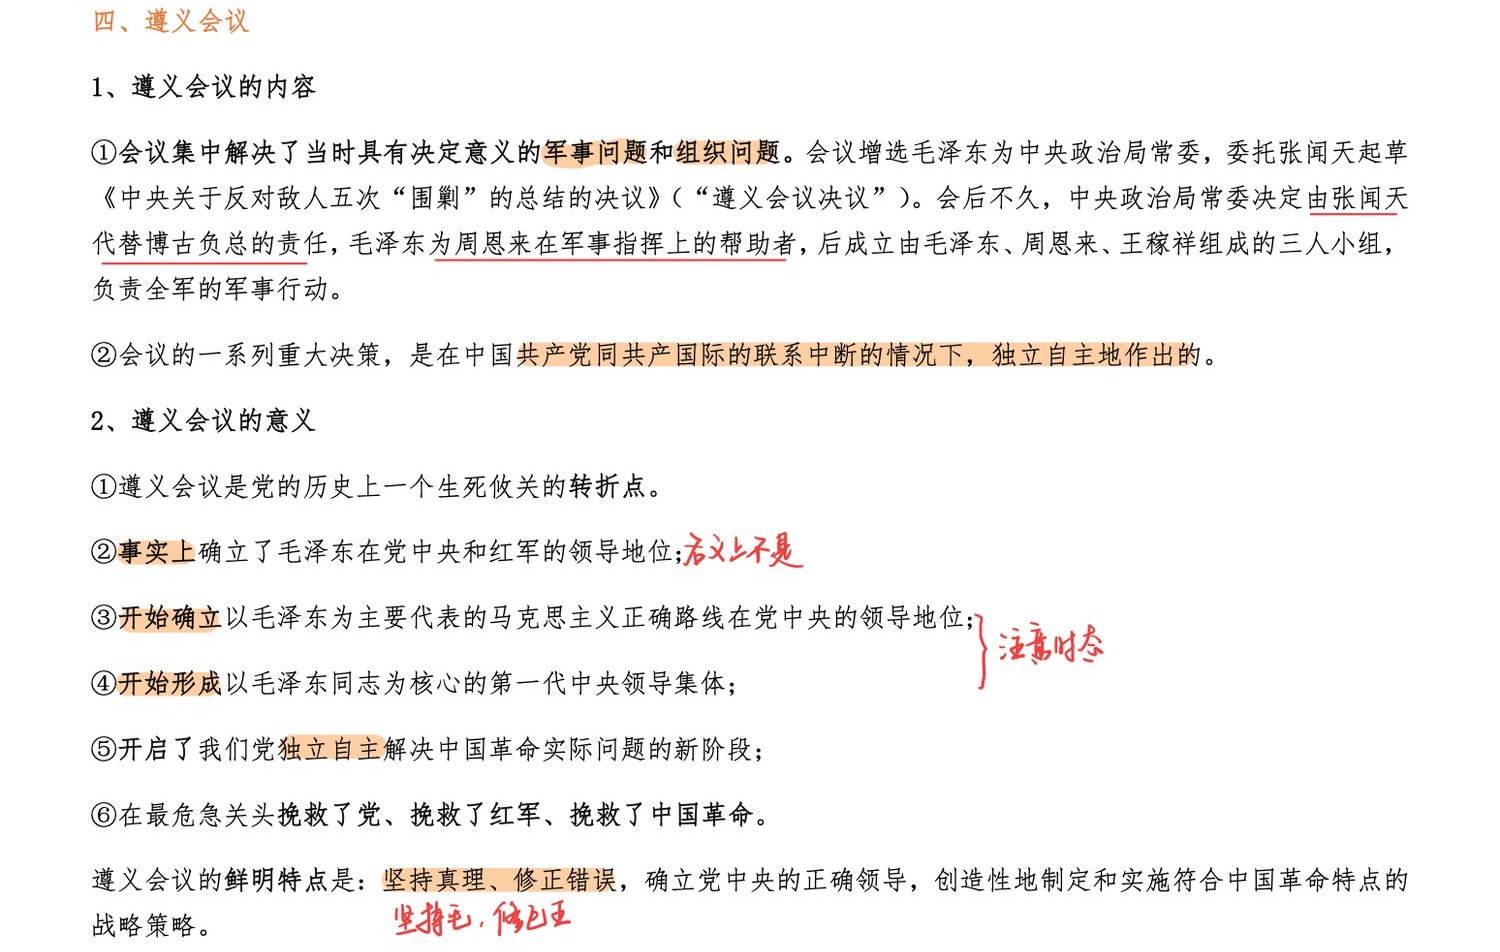 四、遵义会议
1、遵义会议的内容
①会议集中解决了当时具有决定意义的军事问题和组织问题。会议增选毛泽东为中央政治局常委，委托张闻天起草
《中央关于反对敌人五次“围剿”的总结的决议》（“遵义会议决议”）。会后不久，中央政治局常委决定由张闻天
代替博古负总的责任，毛泽东为周恩来在军事指挥上的帮助者，后成立由毛泽东、周恩来、王稼祥组成的三人小组，
负责全军的军事行动。
②会议的一系列重大决策，是在中国共产党同共产国际的联系中断的情况下，独立自主地作出的。
2、遵义会议的意义
①遵义会议是党的历史上一个生死攸关的转折点。
②事实上确立了毛泽东在党中央和红军的领导地位；名义上不是
③开始确立以毛泽东为主要代表的马克思主义正确路线在党中央的领导地位；
注意时态
④开始形成以毛泽东同志为核心的第一代中央领导集体；
⑤开启了我们党独立自主解决中国革命实际问题的新阶段；
⑥在最危急关头挽救了党、挽救了红军、挽救了中国革命。
遵义会议的鲜明特点是：坚持真理、修正错误，确立党中央的正确领导，创造性地制定和实施符合中国革命特点的
战略策略。
坚持毛，修正王